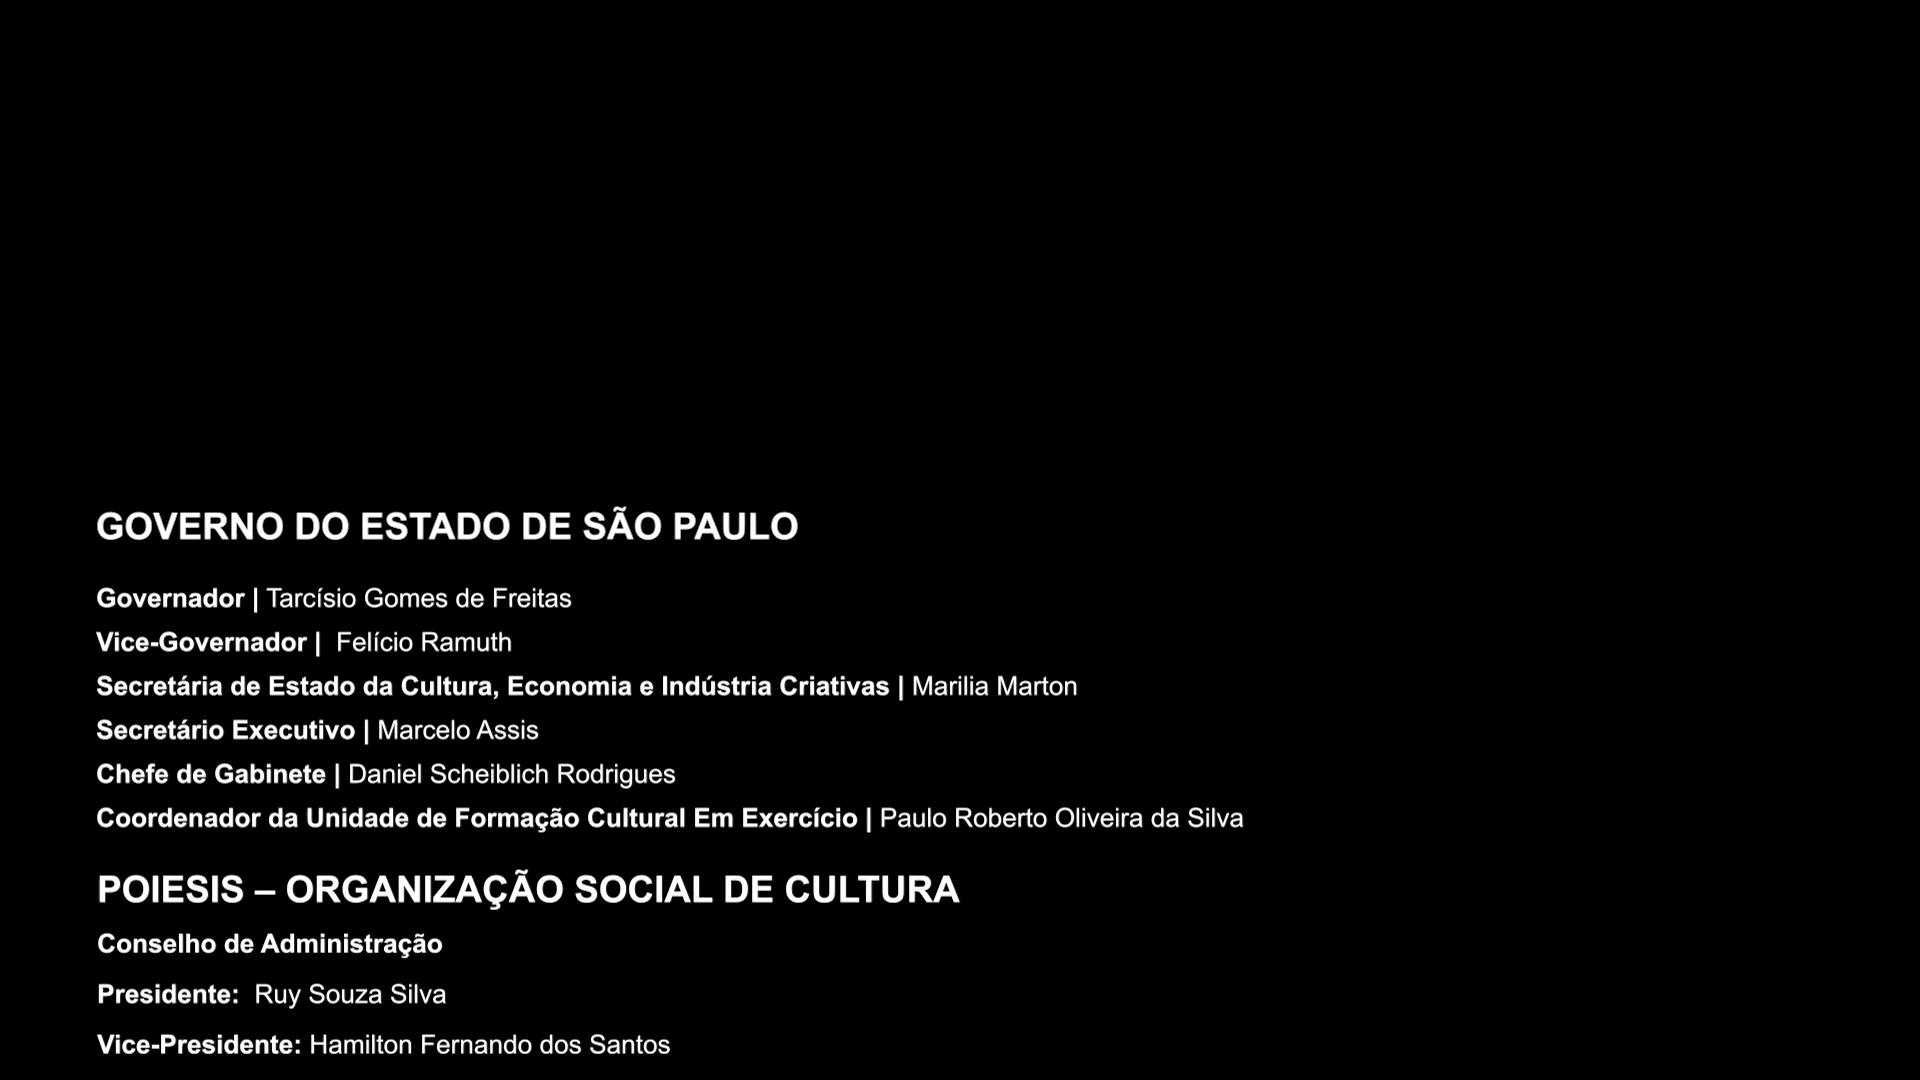 GOVERNO DO ESTADO DE SÃO PAULO
Governador | Tarcísio Gomes de Freitas
Vice-Governador |  Felício Ramuth
Secretária de Estado da Cultura, Economia e Indústria Criativas | Marilia Marton
Secretário Executivo | Marcelo Assis
Chefe de Gabinete | Daniel Scheiblich Rodrigues
Coordenador da Unidade de Formação Cultural Em Exercício | Paulo Roberto Oliveira da Silva
POIESIS – ORGANIZAÇÃO SOCIAL DE CULTURA
Conselho de Administração
Presidente:  Ruy Souza Silva
Vice-Presidente: Hamilton Fernando dos Santos